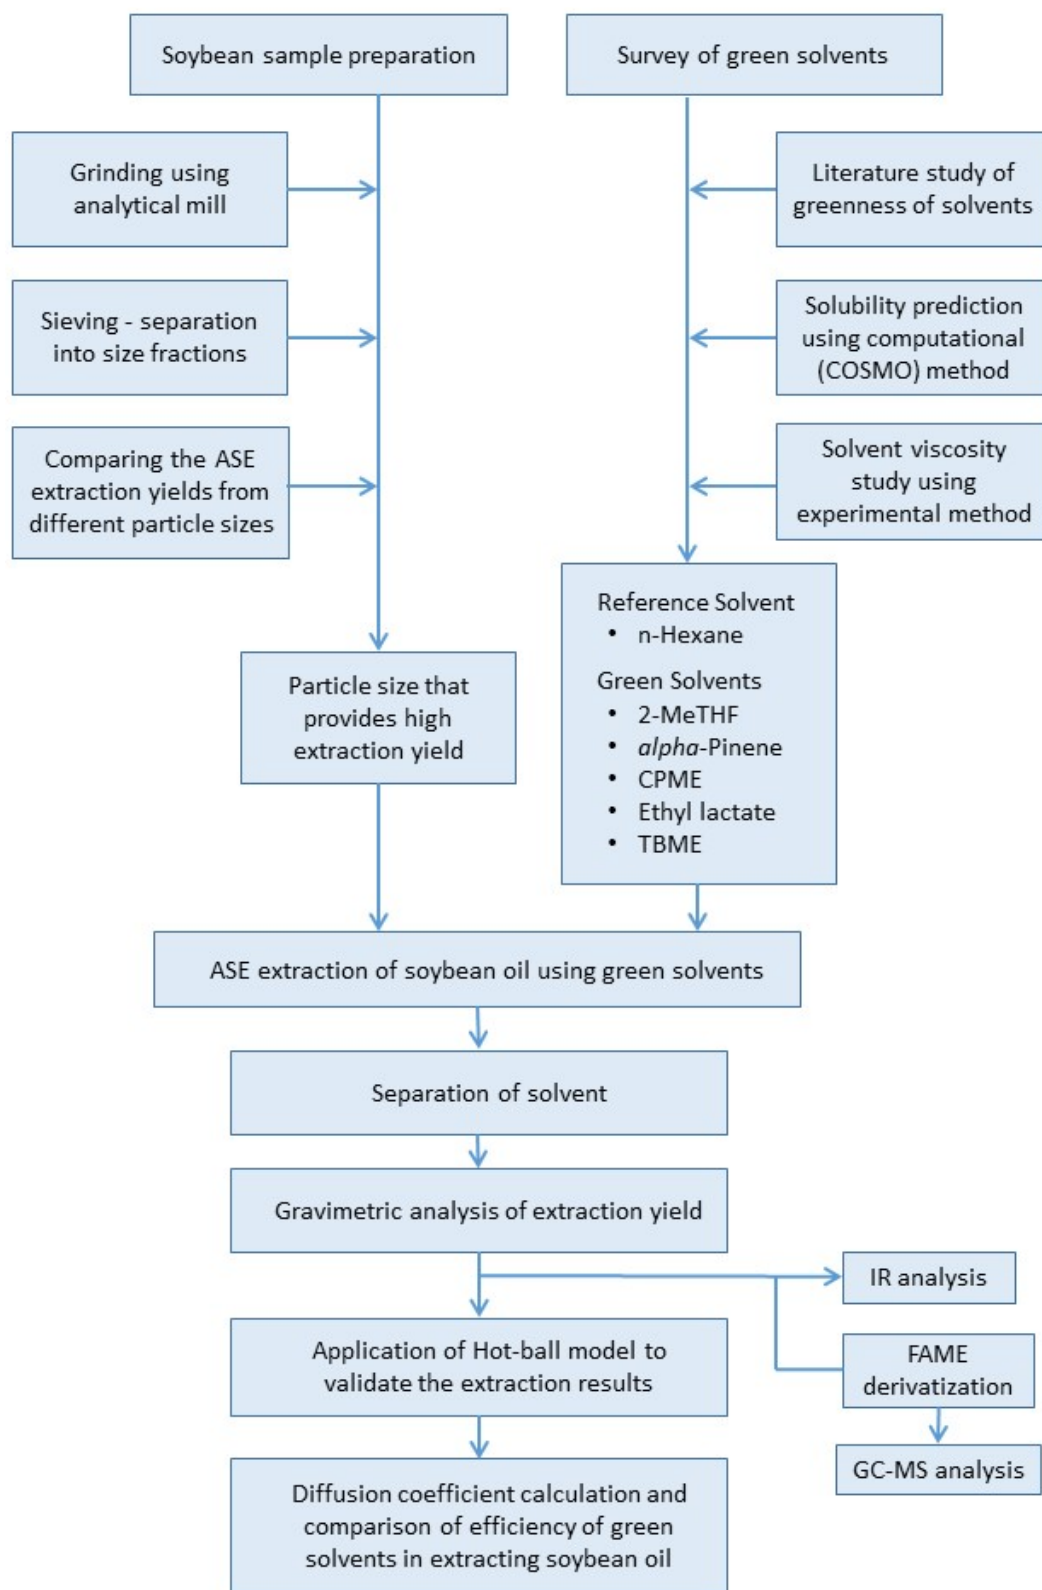 Soybean sample preparation
Survey of green solvents
Grinding using
analytical mill
Literature study of
greenness of solvents
Sieving - separation
into size fractions
Solubility prediction
using computational
(COSMO) method
Comparing the ASE
extraction yields from
different particle sizes
Solvent viscosity
study using
experimental method
Particle size that
provides high
extraction yield
Reference Solvent
• n-Hexane
Green Solvents
• 2-MeTHF
• alpha-Pinene
• CPME
• Ethyl lactate
• TBME
ASE extraction of soybean oil using green solvents
Separation of solvent
Gravimetric analysis of extraction yield
IR analysis
Application of Hot-ball model to
validate the extraction results
FAME
derivatization
GC-MS analysis
Diffusion coefficient calculation and
comparison of efficiency of green
solvents in extracting soybean oil